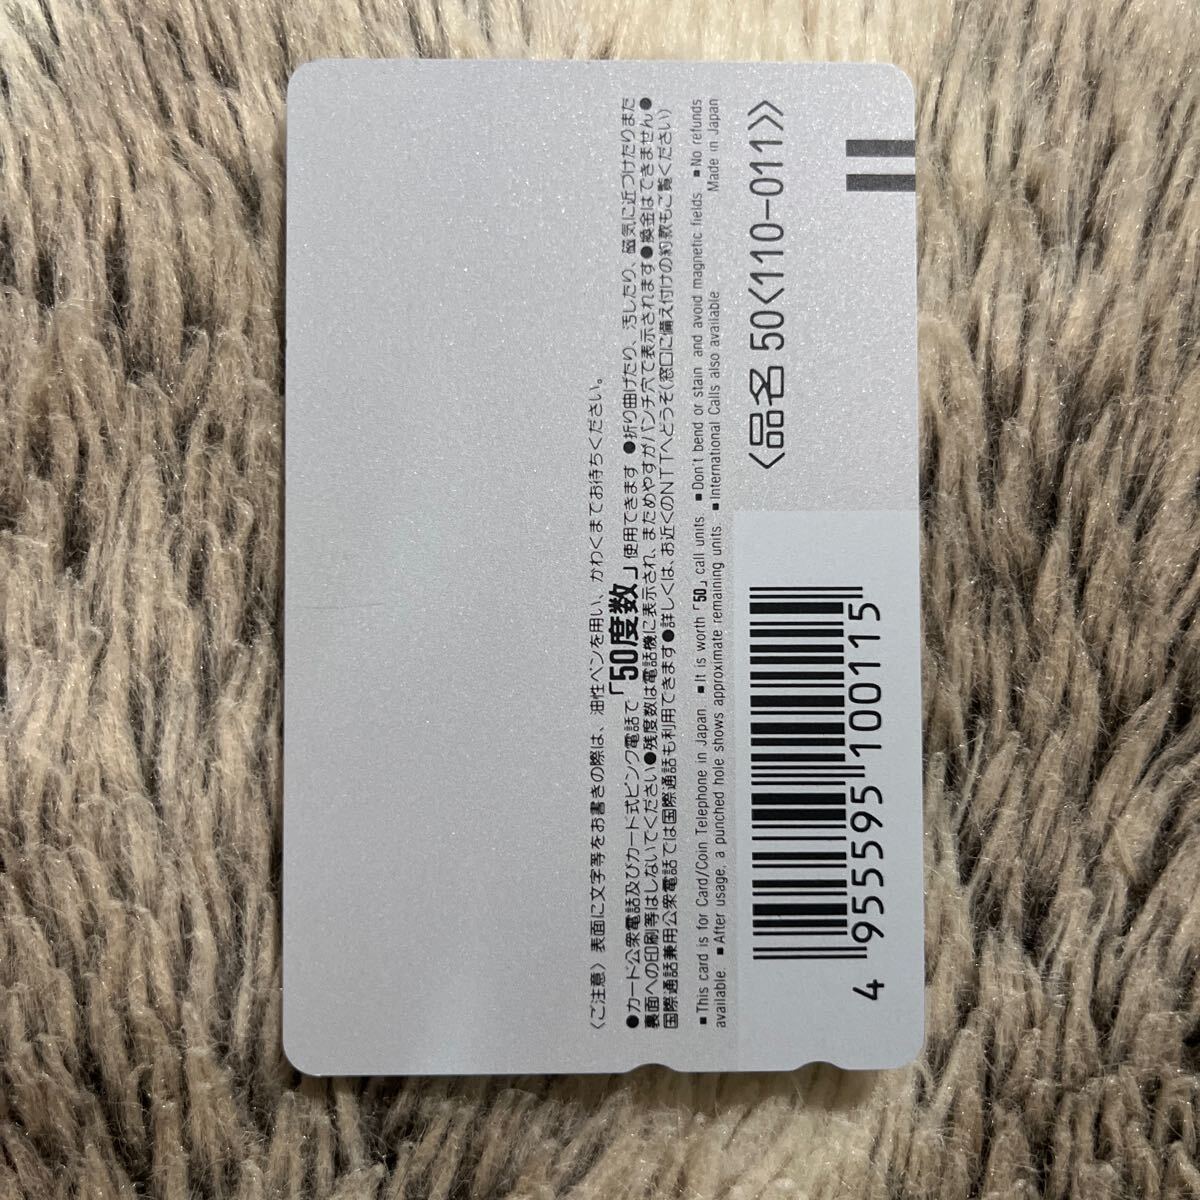 〈ご注意〉表面に文字等をお書きの際は、油性ペンを用い、かわくまでお待ちください。
●カード公衆電話及びカード式ピンク電話で「50度数」使用できます ●折り曲げたり、汚したり、磁気に近づけたりまた
裏面への印刷等はしないでください●残度数は電話機に表示され、まためやすがパンチ穴で表示されます●換金はできません●
国際通話兼用公衆電話では国際通話も利用できます●詳しくは、お近くのNTTへどうぞ(窓口に備え付けの約款もご覧ください)
■This card is for Card/Coin Telephone in Japan. ■It is worth「50」call units. ■Don't bend or stain and avoid magnetic fields. ■No refunds
available. ■After usage, a punched hole shows approximate remaining units. ■International Calls also available. Made in Japan
〈品名 50〈110-011〉〉
4955595100115